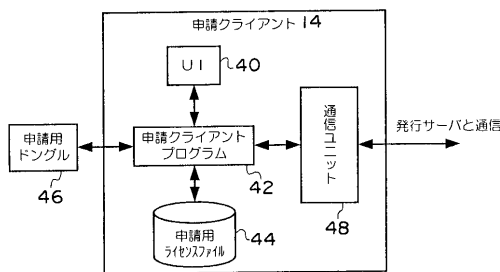 申請クライアント14
UI
40
申請用
ドングル
46
申請クライアント
プログラム
42
通信ユニット
48
発行サーバと通信
申請用
ライセンスファイル
44